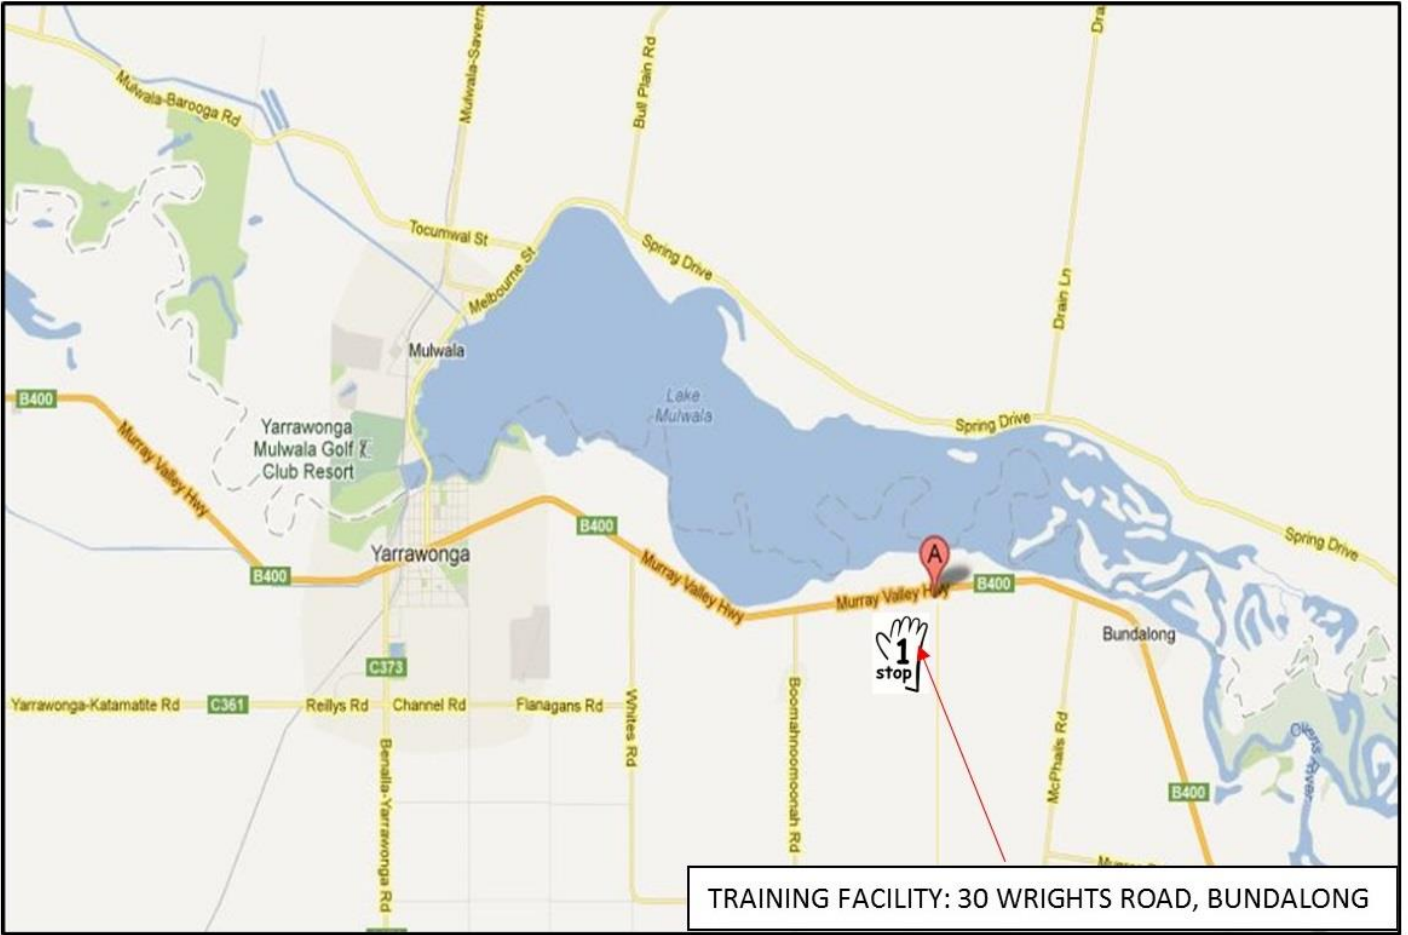 Mulwala-Barooga Rd
Mulwala-Savern
Bull Plain Rd
Dra
Tocumwal St
Melbourne St
Spring Drive
Drain Ln
Mulwala
Lake
Mulwala
B400
Murray Valley Hwy
Yarrawonga
Mulwala Golf
Club Resort
Spring Drive
Spring Drive
B400
Yarrawonga
B400
Murray Valley Hwy
A
Murray Valley Hwy
B400
1
stop
Bundalong
C373
Yarrawonga-Katamatite Rd
C361
Reillys Rd
Channel Rd
Flanagans Rd
Whites Rd
Boomahnoomoonah Rd
McPhails Rd
Ovens River
B400
Benalla-Yarrawonga Rd
TRAINING FACILITY: 30 WRIGHTS ROAD, BUNDALONG